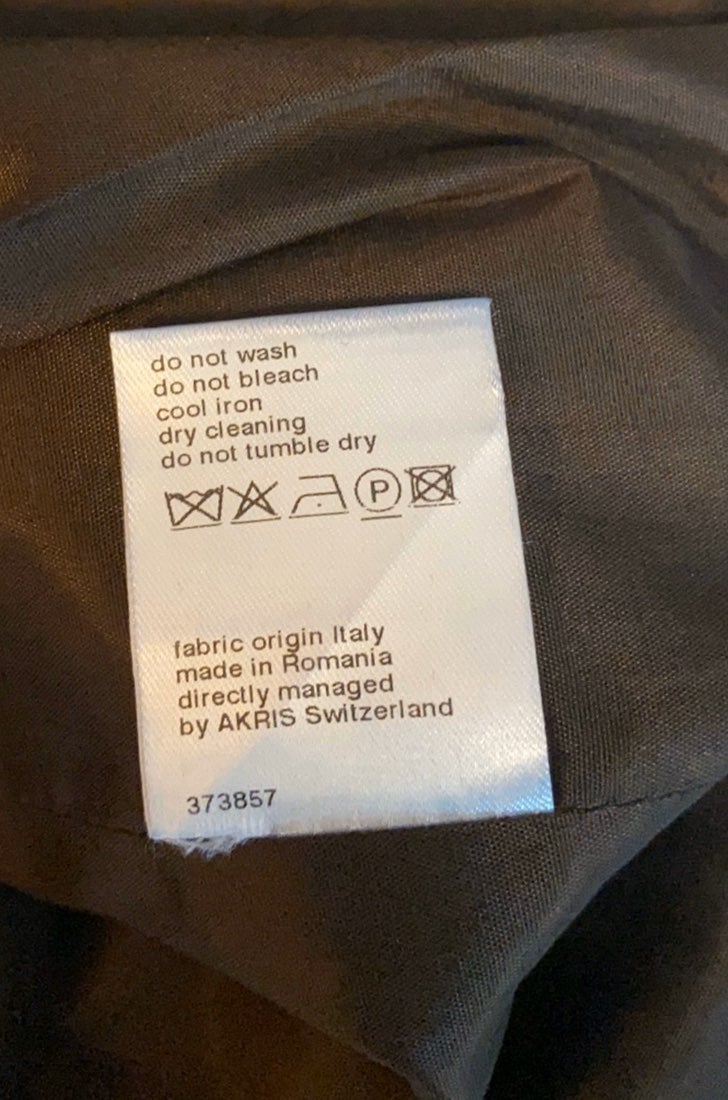 do not wash
do not bleach
cool iron
dry cleaning
do not tumble dry
P
fabric origin Italy
made in Romania
directly managed
by AKRIS Switzerland
373857